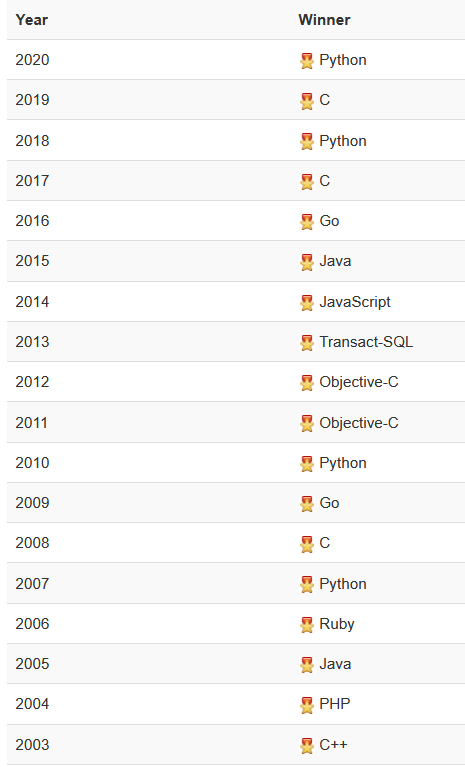 Year Winner
2020 Python
2019 C
2018 Python
2017 C
2016 Go
2015 Java
2014 JavaScript
2013 Transact-SQL
2012 Objective-C
2011 Objective-C
2010 Python
2009 Go
2008 C
2007 Python
2006 Ruby
2005 Java
2004 PHP
2003 C++